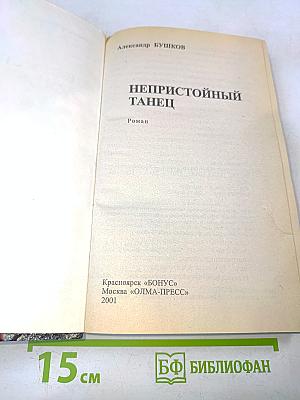 Александр БУШКОВ
НЕПРИСТОЙНЫЙ
ТАНЕЦ
Роман
Красноярск «БОНУС»
Москва «ОЛМА-ПРЕСС»
2001
15 см
БФ БИБЛИОФАН